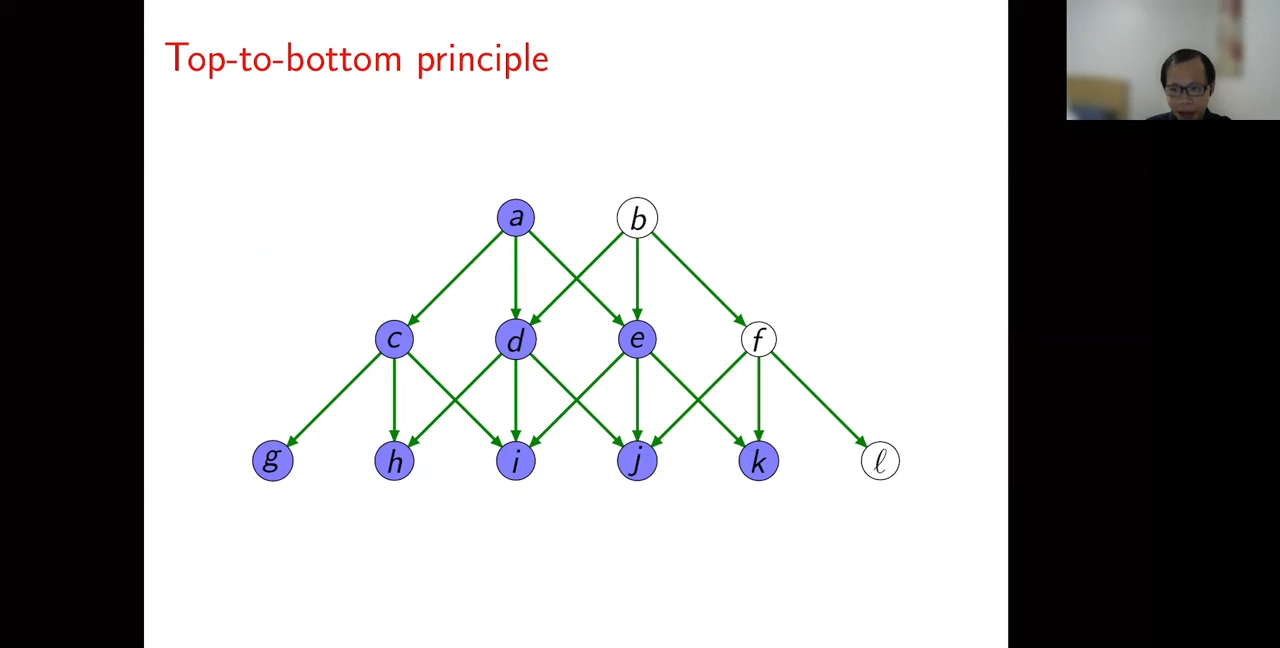 Top-to-bottom principle
a b
c d e f
g h i j k ℓ